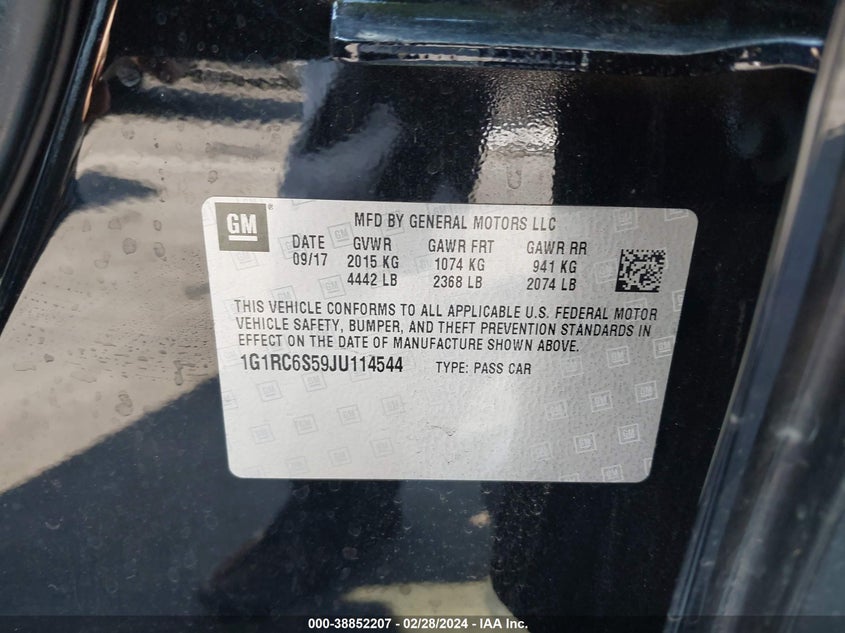 GM ®
MFD BY GENERAL MOTORS LLC
DATE GVWR GAWR FRT GAWR RR
09/17 2015 KG 1074 KG 941 KG
4442 LB 2368 LB 2074 LB
THIS VEHICLE CONFORMS TO ALL APPLICABLE U.S. FEDERAL MOTOR
VEHICLE SAFETY, BUMPER, AND THEFT PREVENTION STANDARDS IN
EFFECT ON THE DATE OF MANUFACTURE SHOWN ABOVE.
1G1RC6S59JU114544 TYPE: PASS CAR
000-38852207 - 02/28/2024 - IAA Inc.